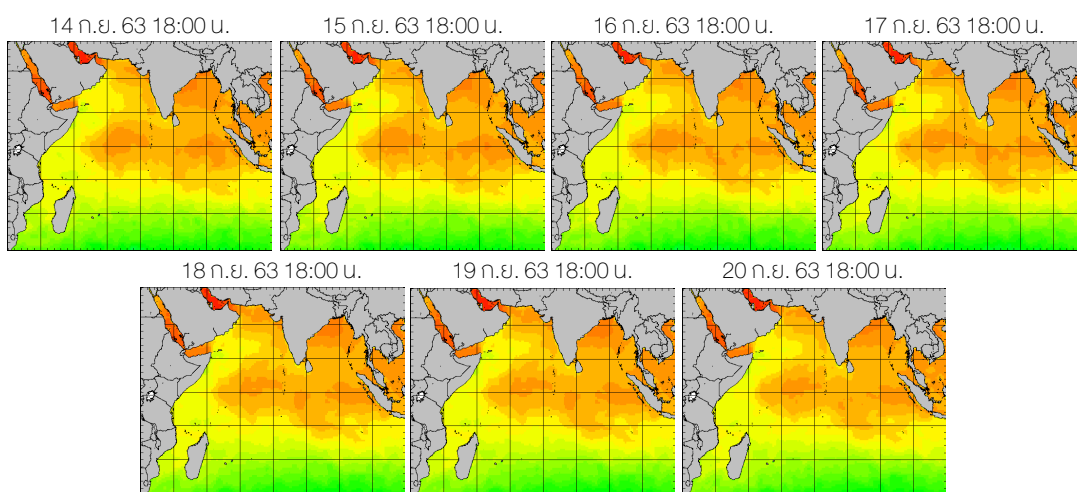 14 ก.ย. 63 18:00 น.
15 ก.ย. 63 18:00 น.
16 ก.ย. 63 18:00 น.
17 ก.ย. 63 18:00 น.
18 ก.ย. 63 18:00 น.
19 ก.ย. 63 18:00 น.
20 ก.ย. 63 18:00 น.